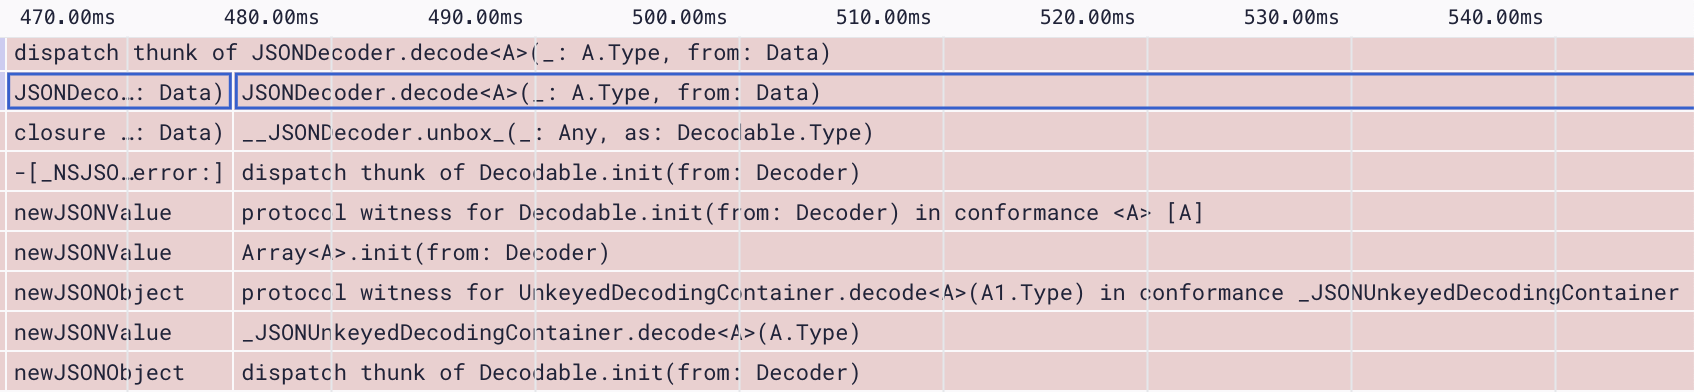 470.00ms 480.00ms 490.00ms 500.00ms 510.00ms 520.00ms 530.00ms 540.00ms
dispatch thunk of JSONDecoder.decode<A>(_: A.Type, from: Data)
JSONDeco…: Data) JSONDecoder.decode<A>(_: A.Type, from: Data)
closure …: Data) __JSONDecoder.unbox_(_: Any, as: Decodable.Type)
-[_NSJSO…error:] dispatch thunk of Decodable.init(from: Decoder)
newJSONValue protocol witness for Decodable.init(from: Decoder) in conformance <A> [A]
newJSONValue Array<A>.init(from: Decoder)
newJSONObject protocol witness for UnkeyedDecodingContainer.decode<A>(A1.Type) in conformance _JSONUnkeyedDecodingContainer
newJSONValue _JSONUnkeyedDecodingContainer.decode<A>(A.Type)
newJSONObject dispatch thunk of Decodable.init(from: Decoder)